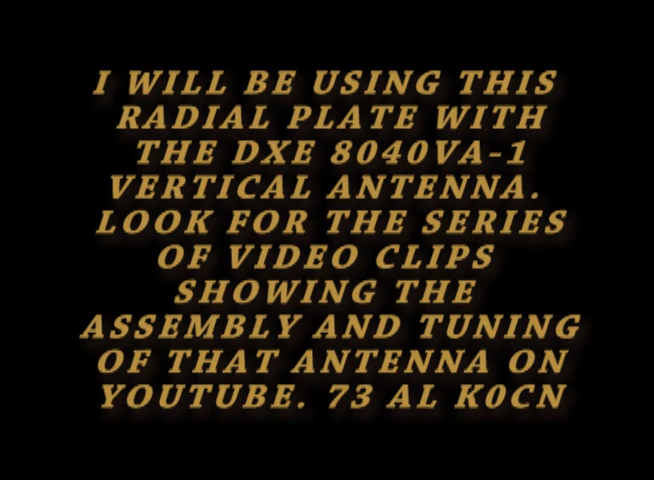 I WILL BE USING THIS
RADIAL PLATE WITH
THE DXE 8040VA-1
VERTICAL ANTENNA.
LOOK FOR THE SERIES
OF VIDEO CLIPS
SHOWING THE
ASSEMBLY AND TUNING
OF THAT ANTENNA ON
YOUTUBE. 73 AL K0CN